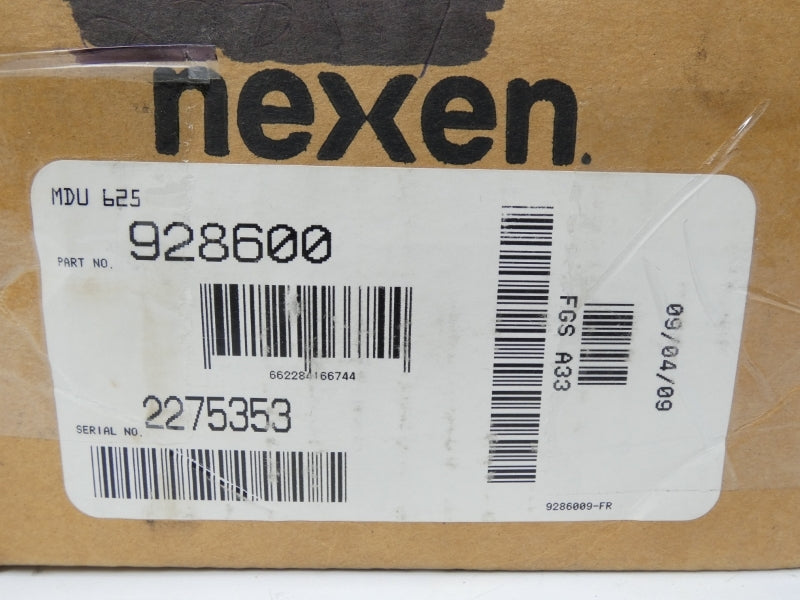 nexen.
MDU 625
PART NO. 928600
662284166744
SERIAL NO. 2275353
FGS A33
09/04/09
9286009-FR